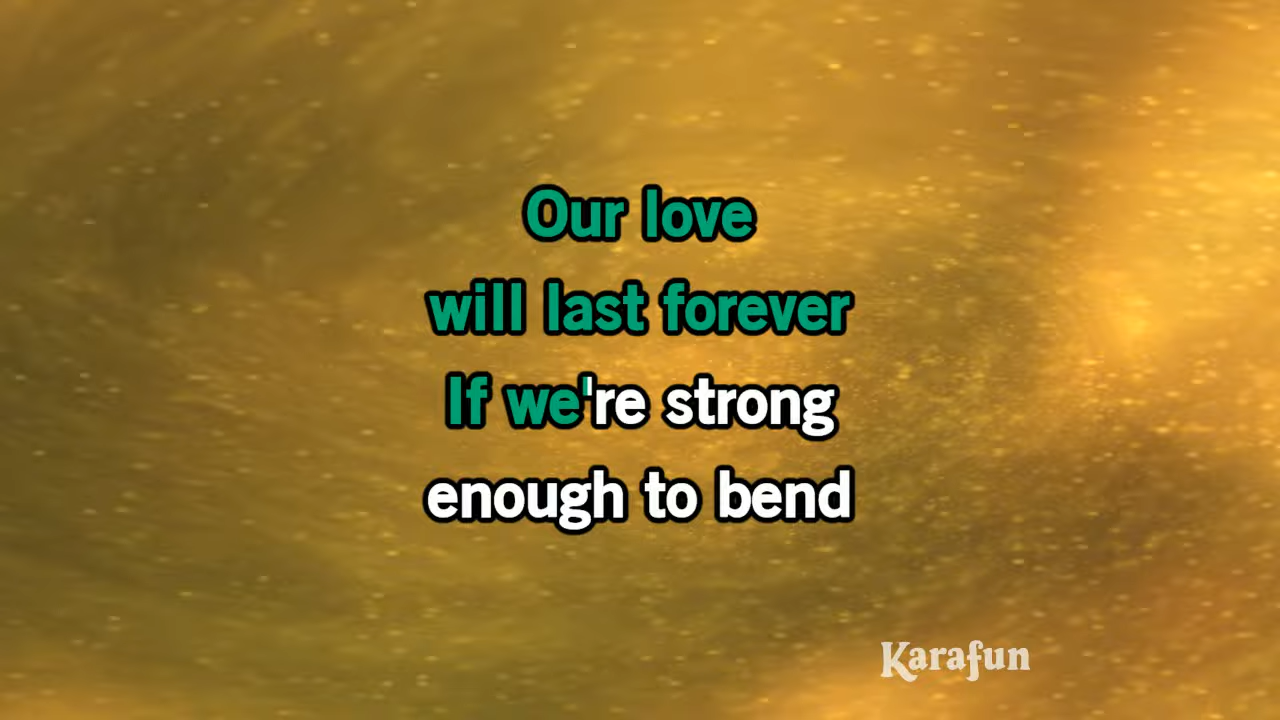 Our love
will last forever
If we're strong
enough to bend
Karafun